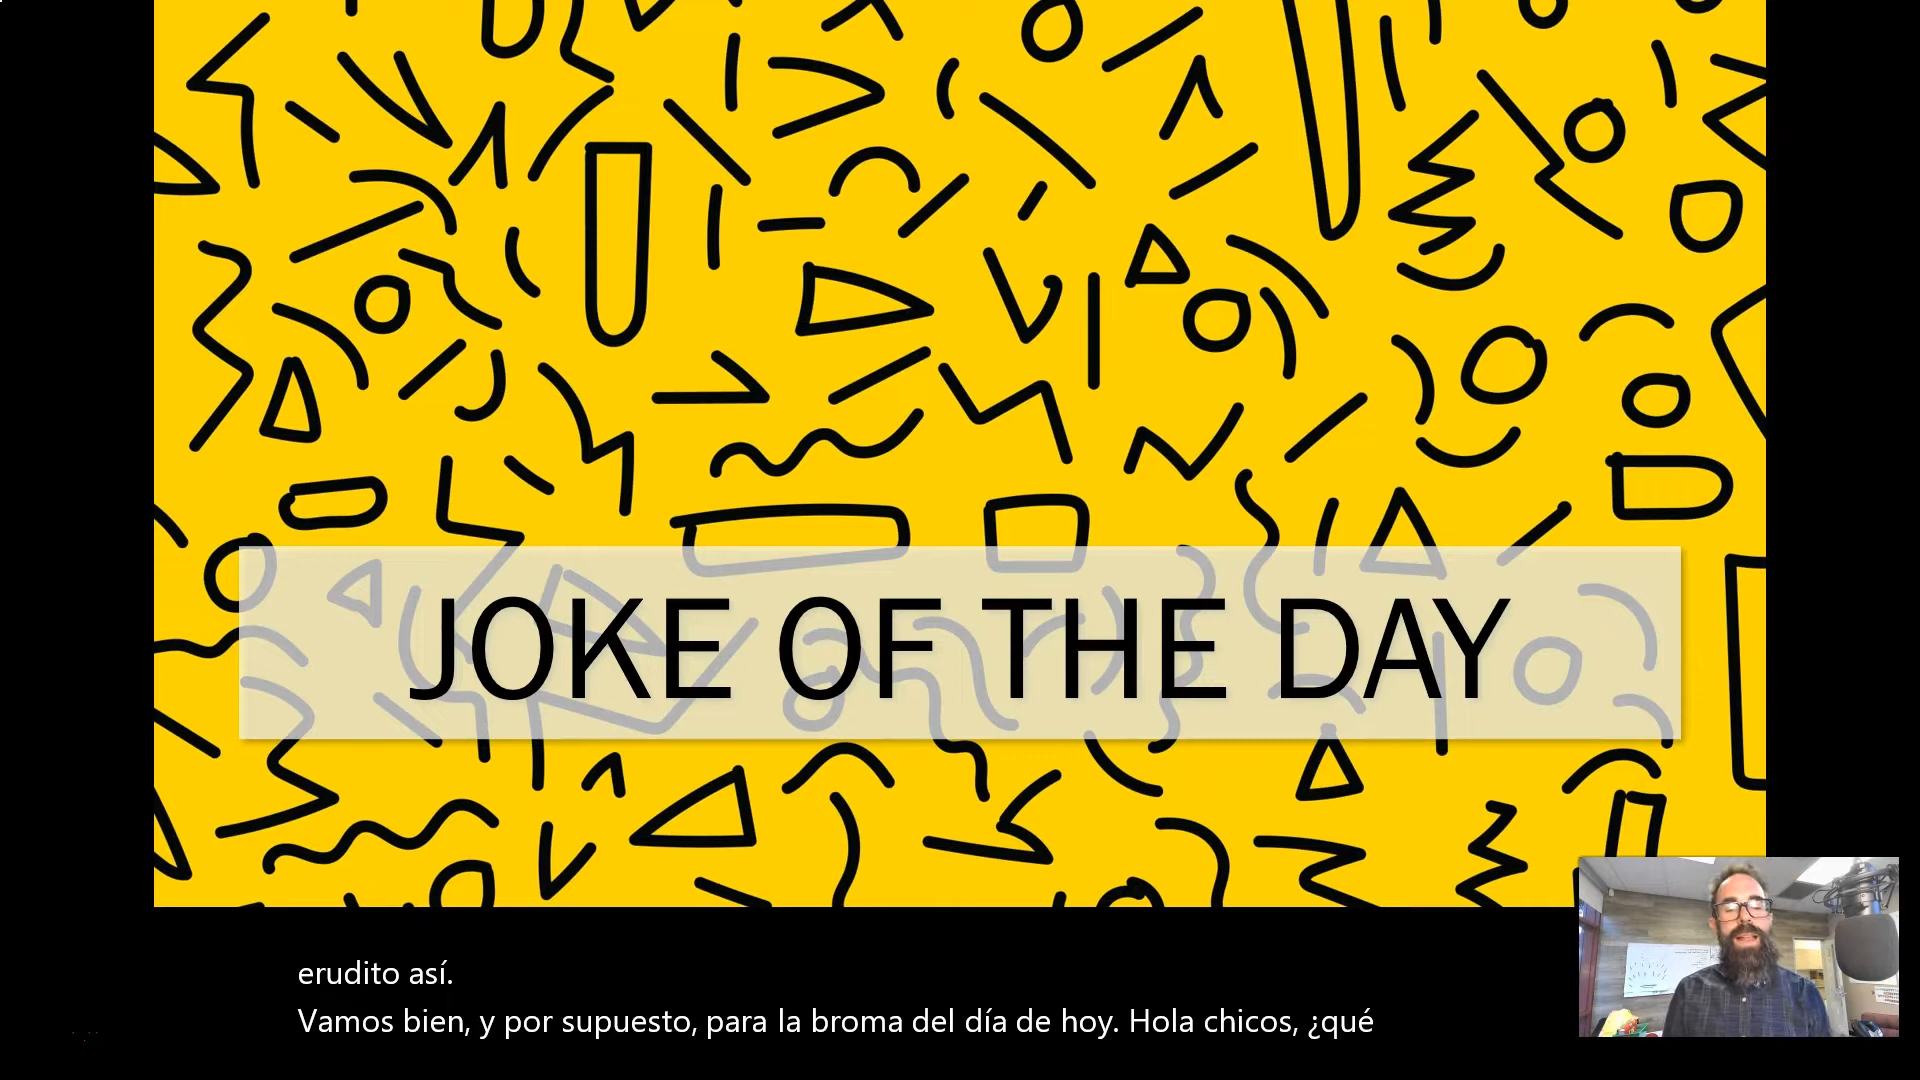 JOKE OF THE DAY
erudito así.
Vamos bien, y por supuesto, para la broma del día de hoy. Hola chicos, ¿qué